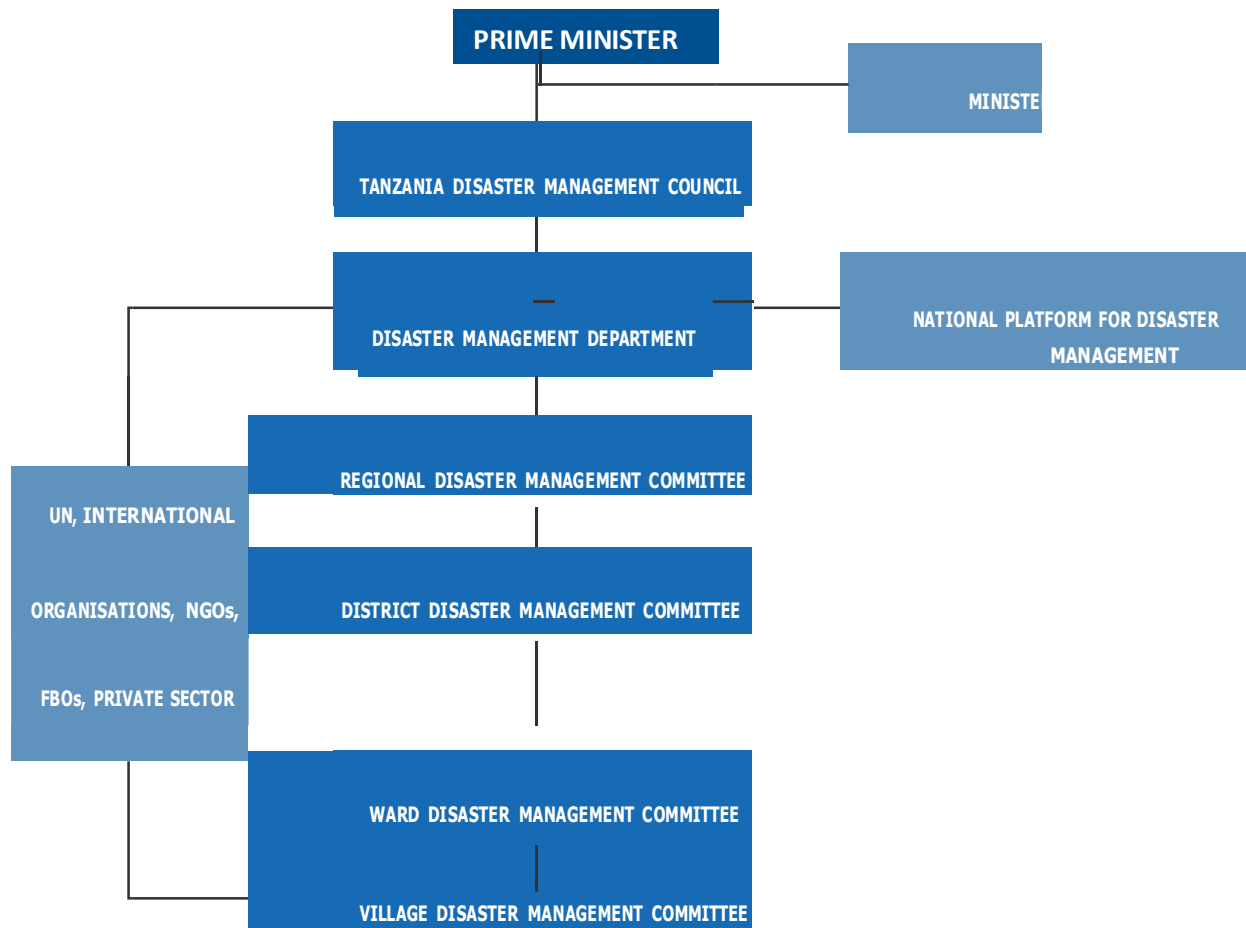 PRIME MINISTER
MINISTE
TANZANIA DISASTER MANAGEMENT COUNCIL
DISASTER MANAGEMENT DEPARTMENT
NATIONAL PLATFORM FOR DISASTER
MANAGEMENT
REGIONAL DISASTER MANAGEMENT COMMITTEE
UN, INTERNATIONAL
ORGANISATIONS, NGOs,
FBOs, PRIVATE SECTOR
DISTRICT DISASTER MANAGEMENT COMMITTEE
WARD DISASTER MANAGEMENT COMMITTEE
VILLAGE DISASTER MANAGEMENT COMMITTEE